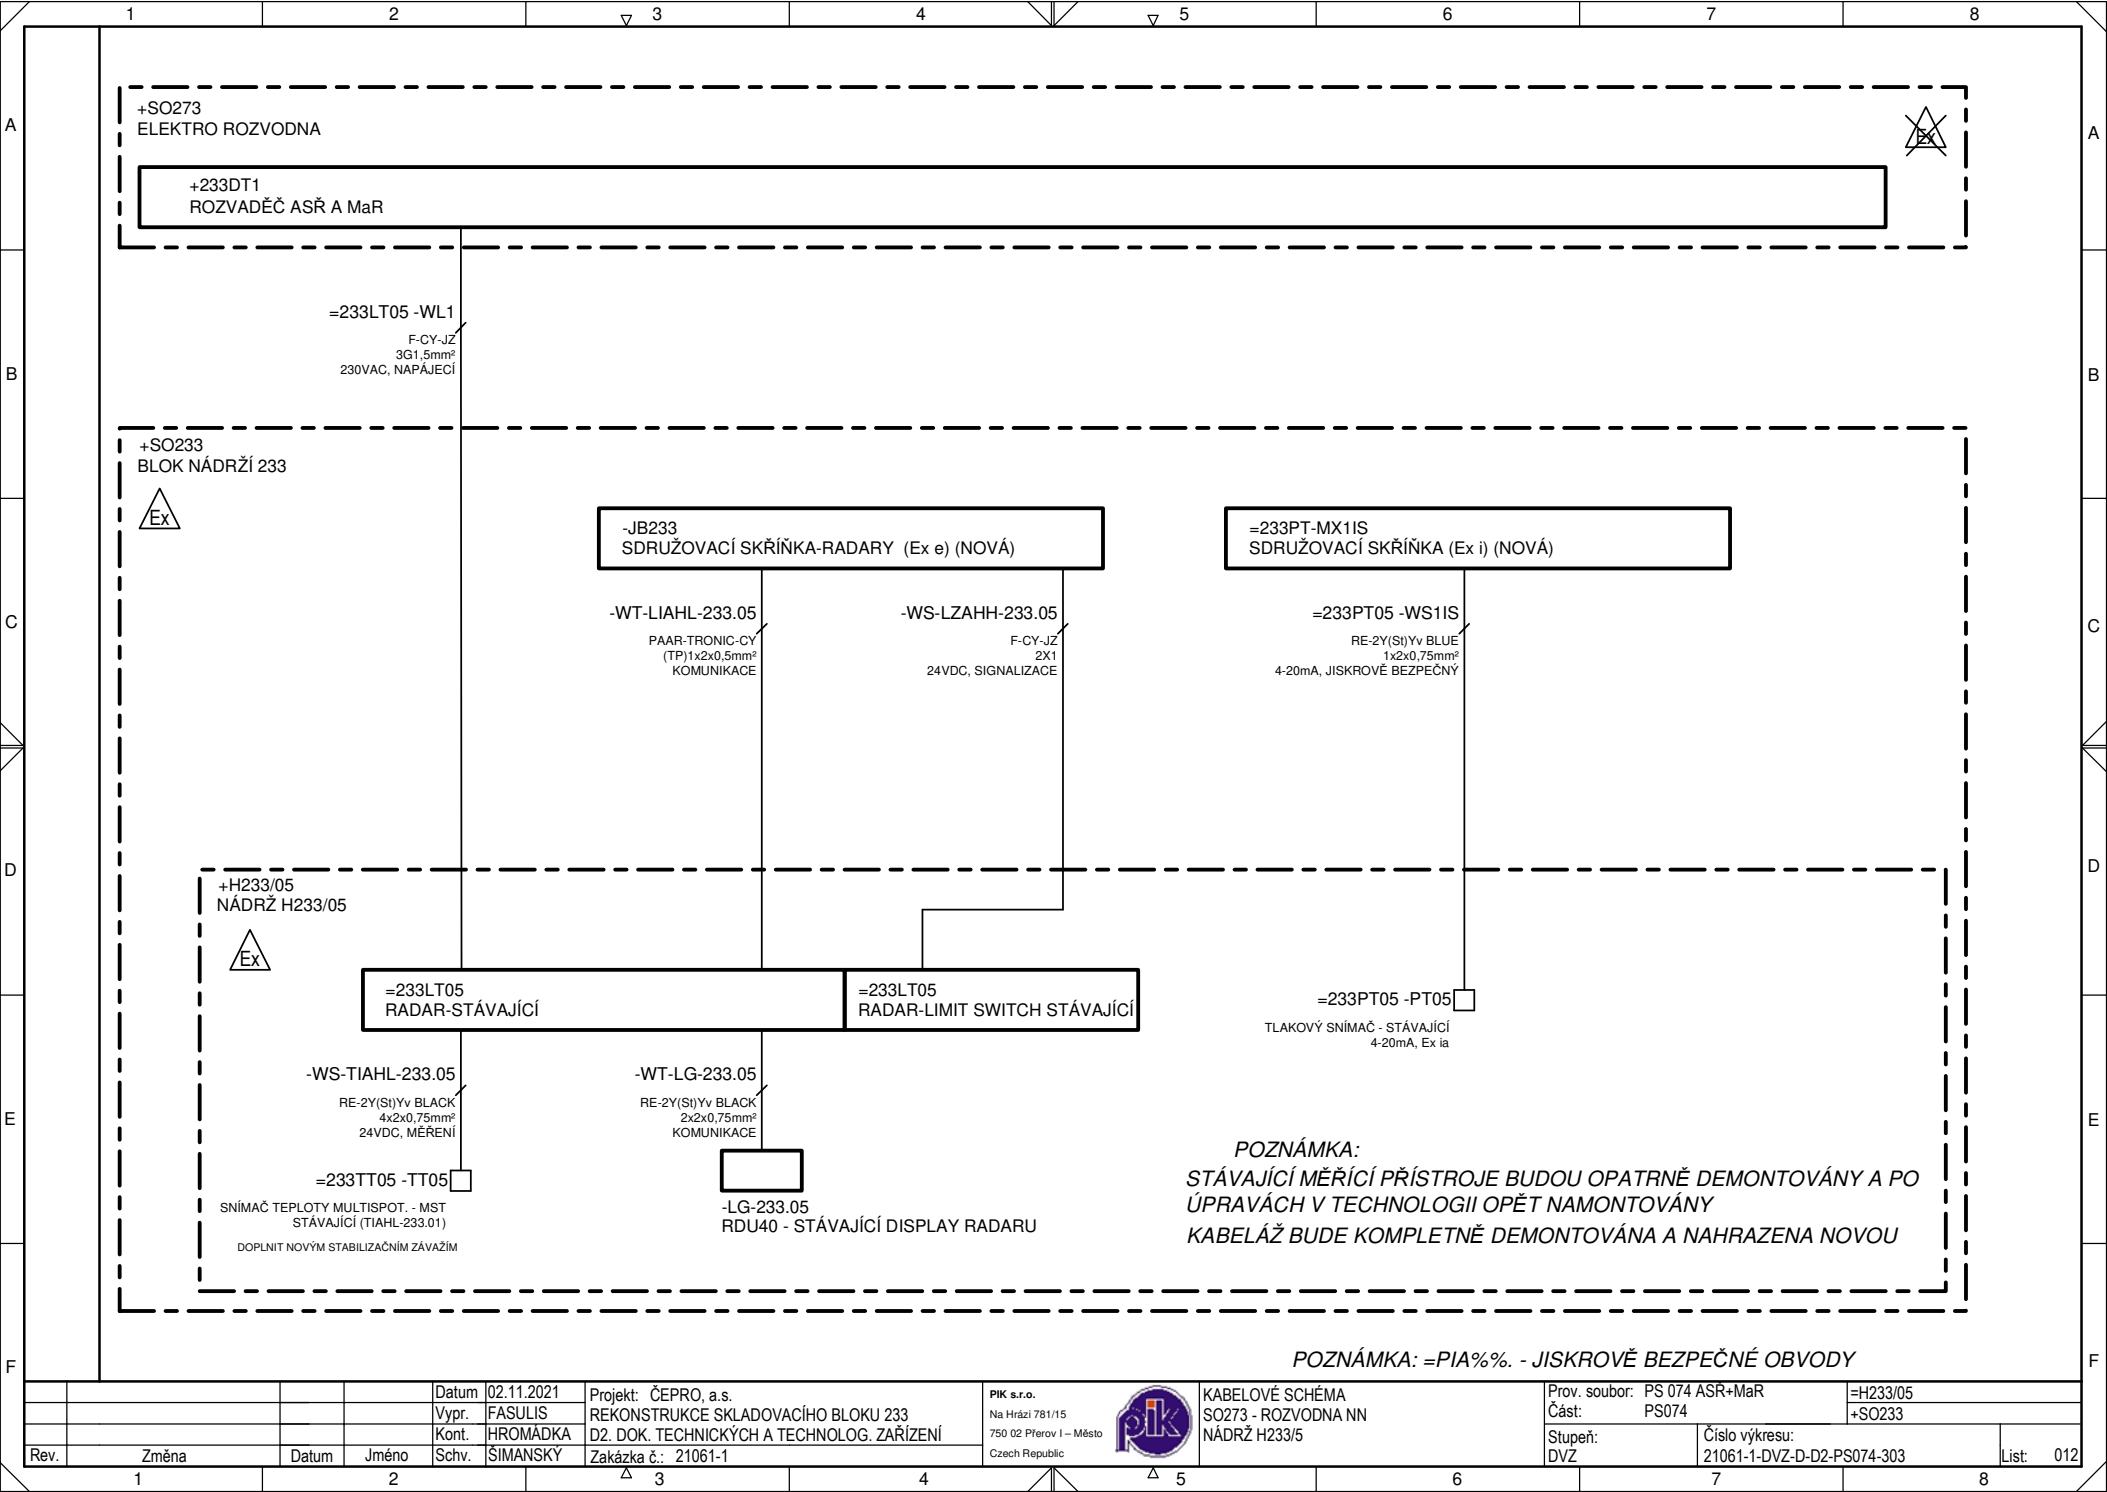 1 2 3 4 5 6 7 8
A A
B B
C C
D D
E E
F F
+SO273
ELEKTRO ROZVODNA
Ex
+233DT1
ROZVADĚČ ASŘ A MaR
=233LT05 -WL1
F-CY-JZ
3G1,5mm²
230VAC, NAPÁJECÍ
+SO233
BLOK NÁDRŽÍ 233
Ex
-JB233
SDRUŽOVACÍ SKŘÍŇKA-RADARY (Ex e) (NOVÁ)
=233PT-MX1IS
SDRUŽOVACÍ SKŘÍŇKA (Ex i) (NOVÁ)
-WT-LIAHL-233.05
PAAR-TRONIC-CY
(TP)1x2x0,5mm²
KOMUNIKACE
-WS-LZAHH-233.05
F-CY-JZ
2X1
24VDC, SIGNALIZACE
=233PT05 -WS1IS
RE-2Y(St)Yv BLUE
1x2x0,75mm²
4-20mA, JISKROVĚ BEZPEČNÝ
+H233/05
NÁDRŽ H233/05
Ex
=233LT05
RADAR-STÁVAJÍCÍ
=233LT05
RADAR-LIMIT SWITCH STÁVAJÍCÍ
=233PT05 -PT05
TLAKOVÝ SNÍMAČ - STÁVAJÍCÍ
4-20mA, Ex ia
-WS-TIAHL-233.05
RE-2Y(St)Yv BLACK
4x2x0,75mm²
24VDC, MĚŘENÍ
-WT-LG-233.05
RE-2Y(St)Yv BLACK
2x2x0,75mm²
KOMUNIKACE
=233TT05 -TT05
SNÍMAČ TEPLOTY MULTISPOT. - MST
STÁVAJÍCÍ (TIAHL-233.01)
DOPLNIT NOVÝM STABILIZAČNÍM ZÁVAŽÍM
-LG-233.05
RDU40 - STÁVAJÍCÍ DISPLAY RADARU
POZNÁMKA:
STÁVAJÍCÍ MĚŘÍCÍ PŘÍSTROJE BUDOU OPATRNĚ DEMONTOVÁNY A PO
ÚPRAVÁCH V TECHNOLOGII OPĚT NAMONTOVÁNY
KABELÁŽ BUDE KOMPLETNĚ DEMONTOVÁNA A NAHRAZENA NOVOU
POZNÁMKA: =PIA%%. - JISKROVĚ BEZPEČNÉ OBVODY
Rev. Změna Datum Jméno
Datum 02.11.2021
Vypr. FASULIS
Kont. HROMÁDKA
Schv. ŠIMANSKÝ
Projekt: ČEPRO, a.s.
REKONSTRUKCE SKLADOVACÍHO BLOKU 233
D2. DOK. TECHNICKÝCH A TECHNOLOG. ZAŘÍZENÍ
Zakázka č.: 21061-1
PIK s.r.o.
Na Hrázi 781/15
750 02 Přerov I – Město
Czech Republic
pik
KABELOVÉ SCHÉMA
SO273 - ROZVODNA NN
NÁDRŽ H233/5
Prov. soubor: PS 074 ASŘ+MaR
Část: PS074
=H233/05
+SO233
Stupeň:
DVZ
Číslo výkresu:
21061-1-DVZ-D-D2-PS074-303
List: 012
1 2 3 4 5 6 7 8